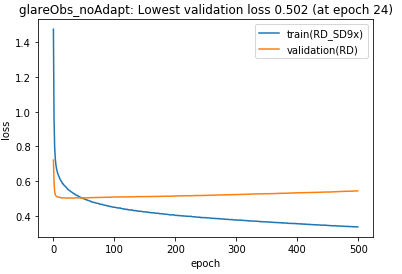 glareObs_noAdapt: Lowest validation loss 0.502 (at epoch 24)
train(RD_SD9x)
validation(RD)
loss
1.4
1.2
1.0
0.8
0.6
0.4
0 100 200 300 400 500
epoch